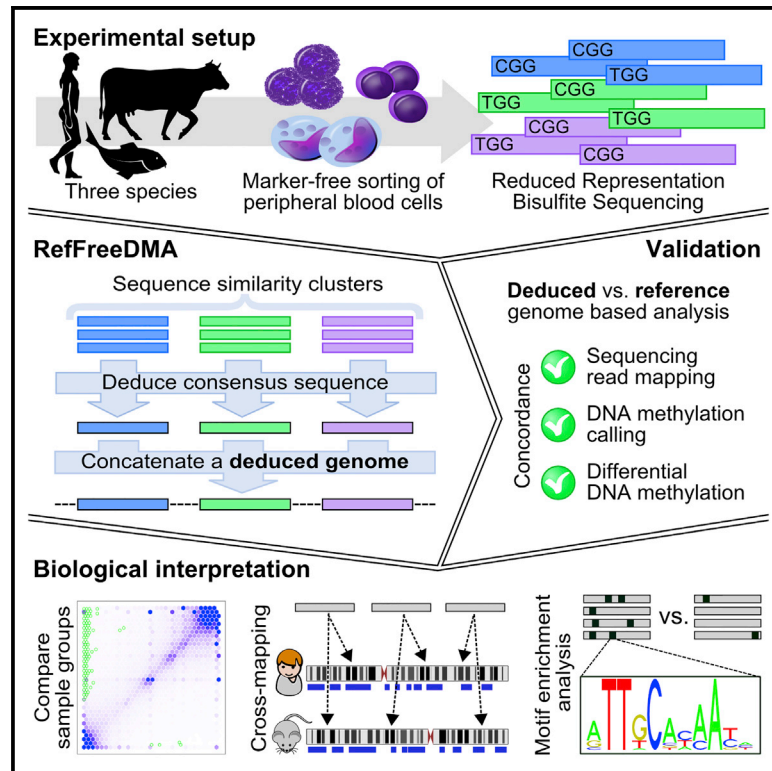 Experimental setup
Three species
Marker-free sorting of
peripheral blood cells
CGG
CGG
TGG
CGG
TGG
TGG
CGG
TGG
CGG
Reduced Representation
Bisulfite Sequencing
RefFreeDMA
Sequence similarity clusters
Deduce consensus sequence
Concatenate a deduced genome
Validation
Deduced vs. reference
genome based analysis
Concordance
Sequencing
read mapping
DNA methylation
calling
Differential
DNA methylation
Biological interpretation
Compare
sample groups
Cross-mapping
Motif enrichment
analysis
vs.